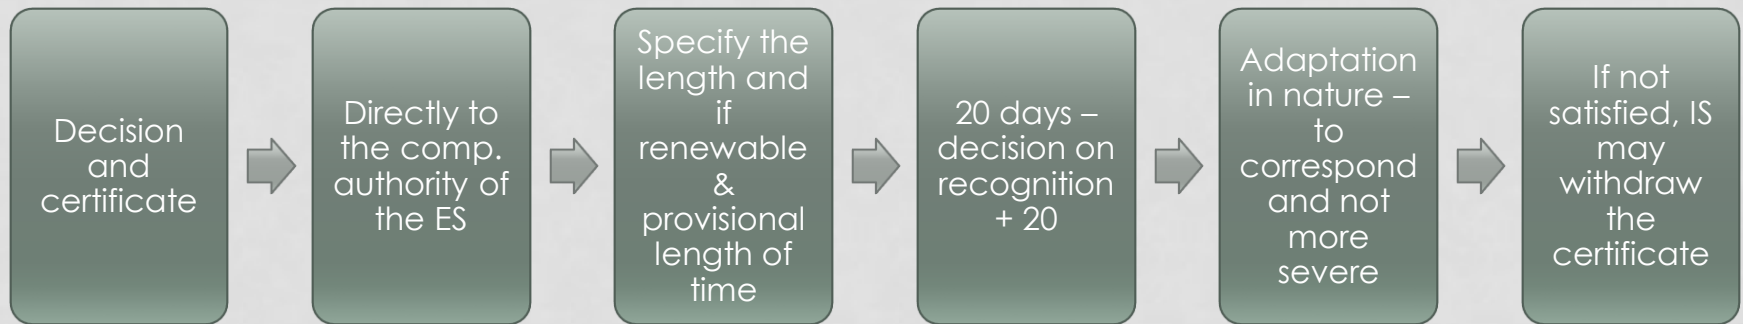 Decision
and
certificate
Directly to
the comp.
authority of
the ES
Specify the
length and
if
renewable
&
provisional
length of
time
20 days –
decision on
recognition
+ 20
Adaptation
in nature –
to
correspond
and not
more
severe
If not
satisfied, IS
may
withdraw
the
certificate